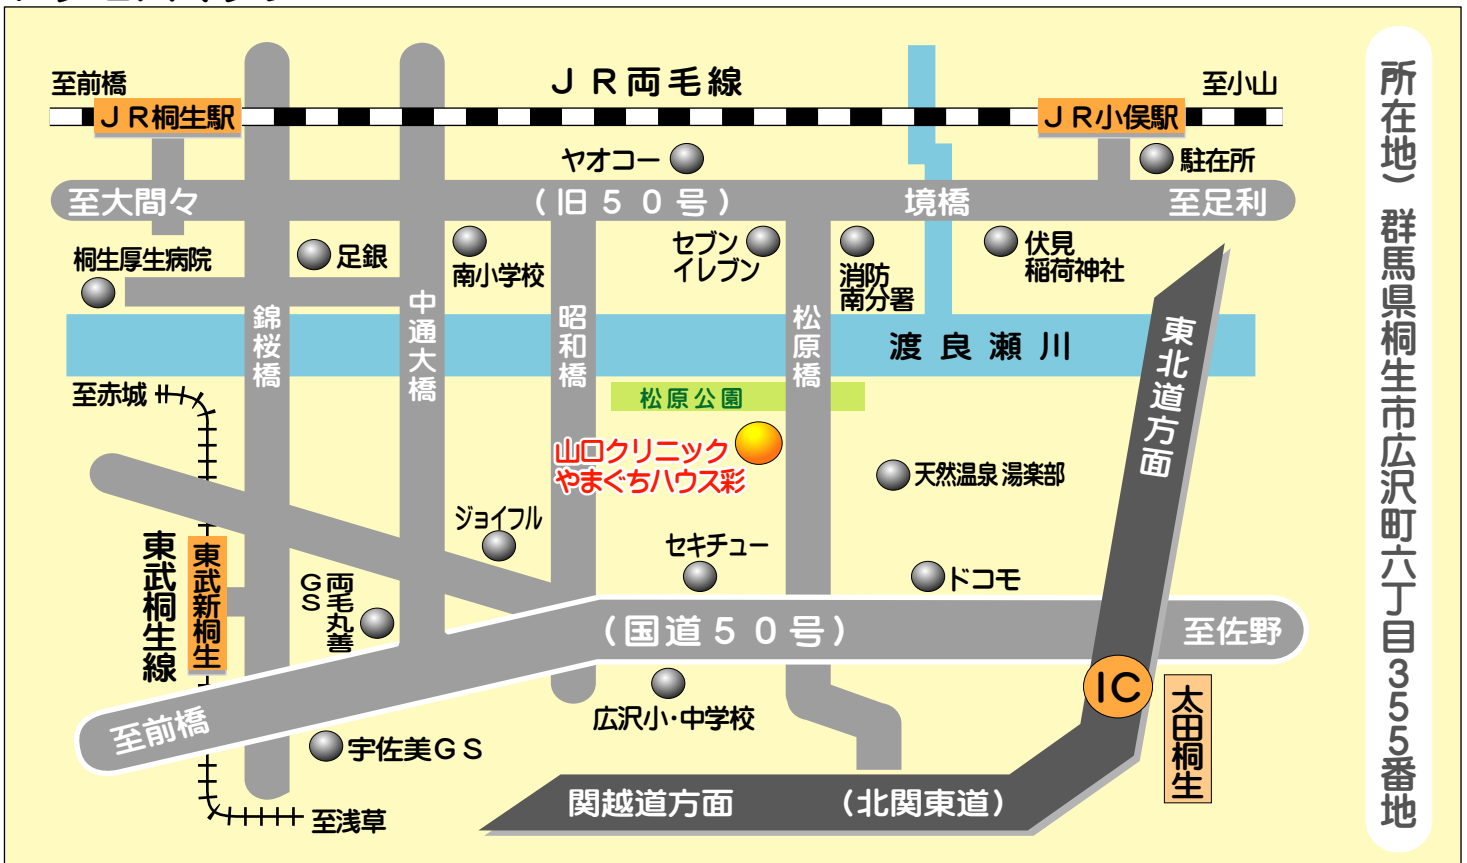 至前橋
ＪＲ両毛線
至小山
ＪＲ桐生駅
ＪＲ小俣駅
ヤオコー
駐在所
至大間々
(旧５０号)
境橋
至足利
桐生厚生病院
足銀
南小学校
セブン
イレブン
消防
南分署
伏見
稲荷神社
錦桜橋
中通大橋
昭和橋
松原橋
渡良瀬川
東北道方面
至赤城
松原公園
山口クリニック
やまぐちハウス彩
天然温泉 湯楽部
ジョイフル
セキチュー
ドコモ
東武桐生線
東武新桐生
両毛丸善
ＧＳ
(国道５０号)
至佐野
ＩＣ
太田桐生
広沢小・中学校
至前橋
宇佐美ＧＳ
至浅草
関越道方面
(北関東道)
所在地）群馬県桐生市広沢町六丁目３５５番地